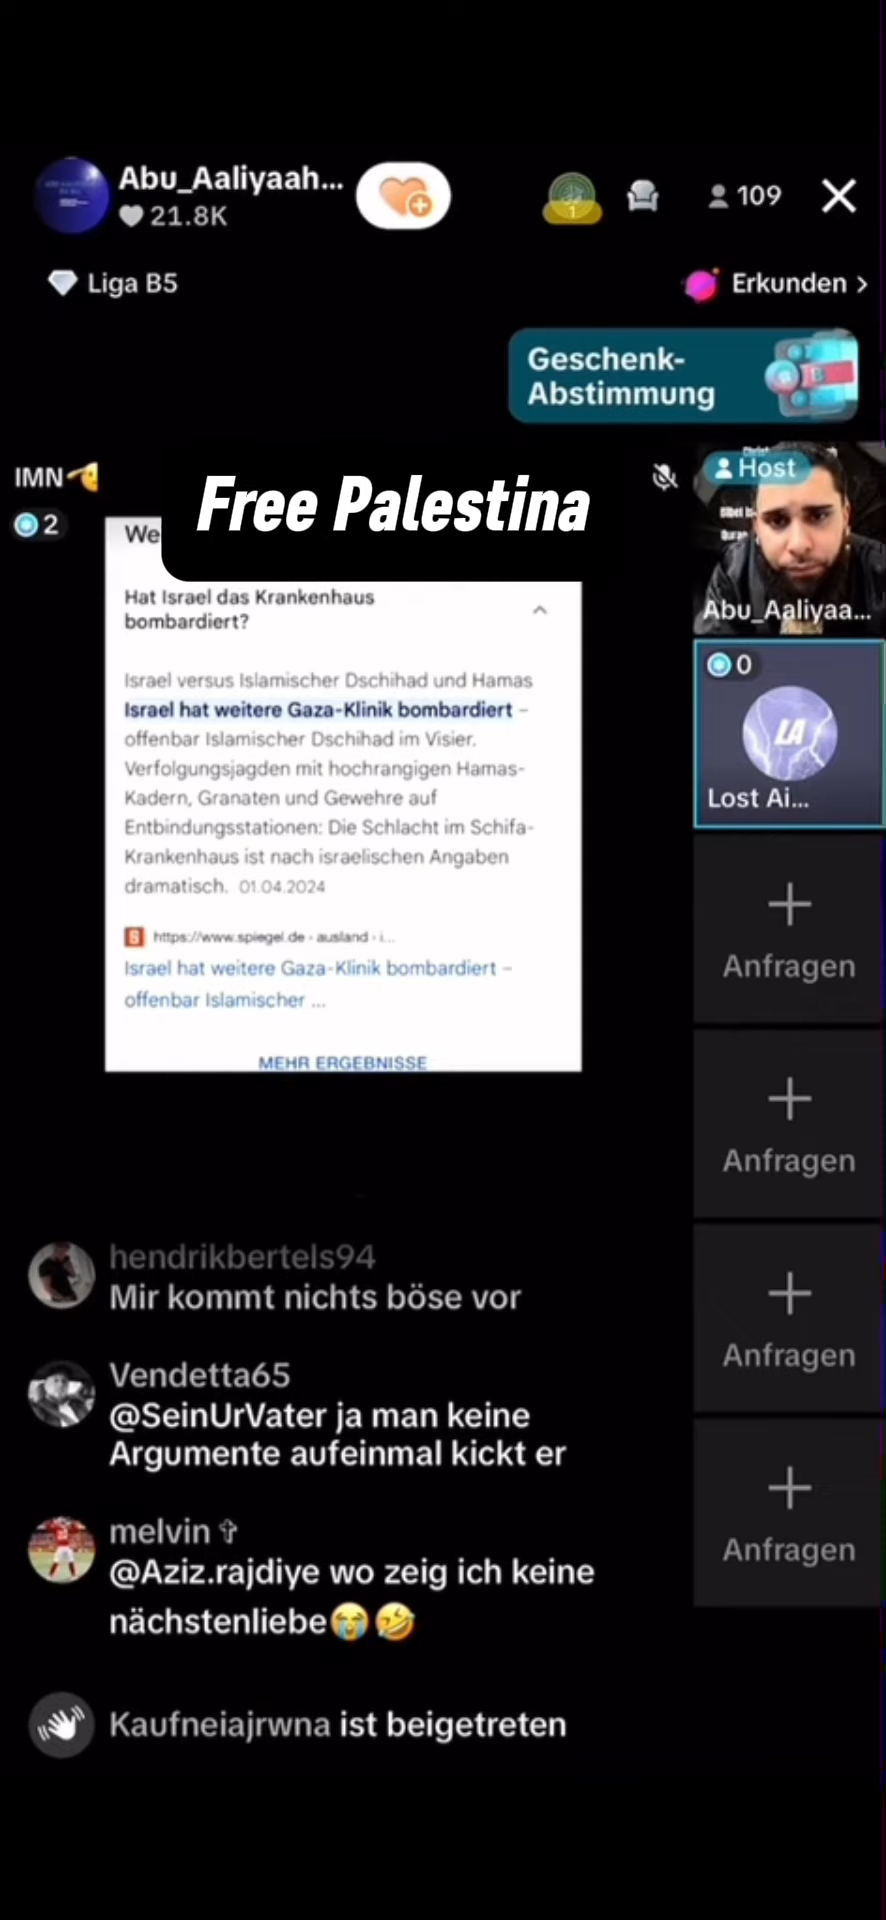 Abu_Aaliyaah...
21.8K
1
109
Liga B5
Erkunden >
Geschenk-
Abstimmung
IMN
2
Free Palestina
We
Host
Abu_Aaliyaa...
Hat Israel das Krankenhaus
bombardiert?
Israel versus Islamischer Dschihad und Hamas
Israel hat weitere Gaza-Klinik bombardiert –
offenbar Islamischer Dschihad im Visier.
Verfolgungsjagden mit hochrangigen Hamas-
Kadern, Granaten und Gewehre auf
Entbindungsstationen: Die Schlacht im Schifa-
Krankenhaus ist nach israelischen Angaben
dramatisch. 01.04.2024
https://www.spiegel.de › ausland › i...
Israel hat weitere Gaza-Klinik bombardiert –
offenbar Islamischer ...
MEHR ERGEBNISSE
0
LA
Lost Ai...
Anfragen
Anfragen
Anfragen
Anfragen
hendrikbertels94
Mir kommt nichts böse vor
Vendetta65
@SeinUrVater ja man keine
Argumente aufeinmal kickt er
melvin ✞
@Aziz.rajdiye wo zeig ich keine
nächstenliebe😭🤣
Kaufneiajrwna ist beigetreten